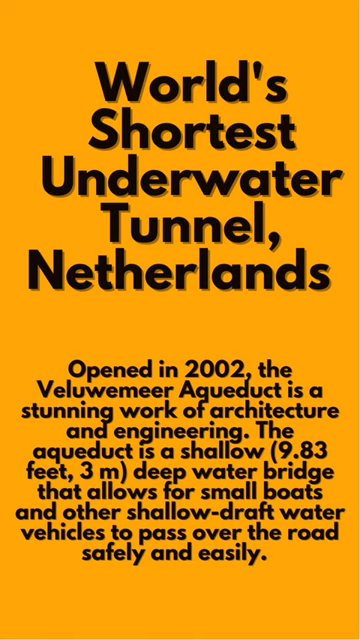 World's
Shortest
Underwater
Tunnel,
Netherlands
Opened in 2002, the
Veluwemeer Aqueduct is a
stunning work of architecture
and engineering. The
aqueduct is a shallow (9.83
feet, 3 m) deep water bridge
that allows for small boats
and other shallow-draft water
vehicles to pass over the road
safely and easily.